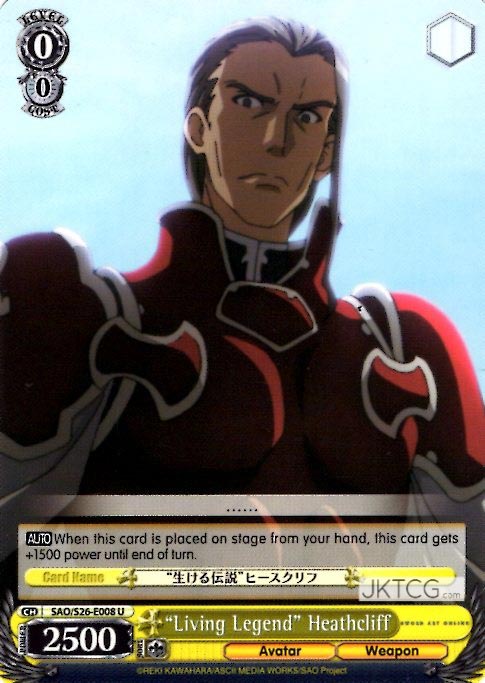 LEVEL
0
0
COST
......
AUTO When this card is placed on stage from your hand, this card gets
+1500 power until end of turn.
Card Name "生ける伝説"ヒースクリフ
JKTCG.com
CH SAO/S26-E008 U
POWER 2500 SOUL "Living Legend" Heathcliff SWORD ART ONLINE
Avatar Weapon
©REKI KAWAHARA/ASCII MEDIA WORKS/SAO Project